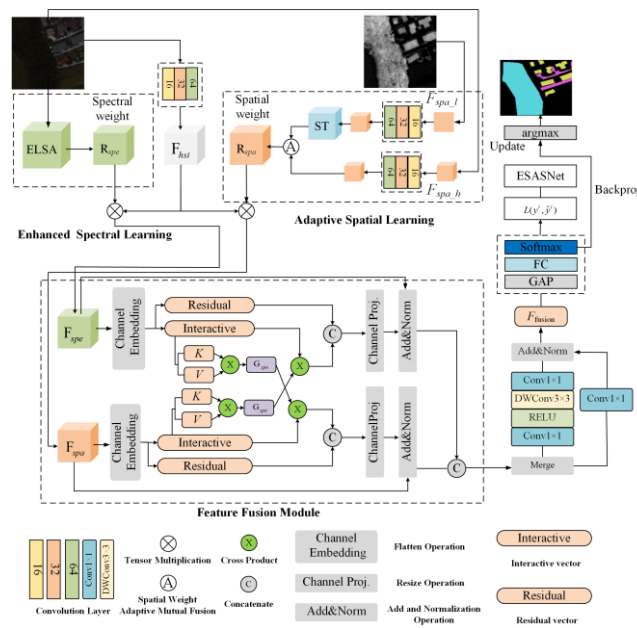 16
32
64
Spectral weight
ELSA
R_spe
F_hsi
Enhanced Spectral Learning
Spatial weight
R_spa
A
ST
64
32
16
F_spa_l
64
32
16
F_spa_h
Adaptive Spatial Learning
argmax
Update
ESASNet
L(y^i, ŷ^i)
Backprop
Softmax
FC
GAP
F_fusion
Add&Norm
Conv1×1
DWConv3×3
RELU
Conv1×1
Conv1×1
Merge
F_spe
Channel Embedding
Residual
Interactive
K
V
X
X
C
Channel Proj.
Add&Norm
K
V
X
X
C
F_spa
Channel Embedding
Interactive
Residual
C
ChannelProj
Add&Norm
Feature Fusion Module
16
32
64
Conv1×1
DWConv3×3
Convolution Layer
Tensor Multiplication
A
Spatial Weight
Adaptive Mutual Fusion
X
Cross Product
C
Concatenate
Channel
Embedding
Flatten Operation
Channel Proj.
Resize Operation
Add&Norm
Add and Normalization
Operation
Interactive
Interactive vector
Residual
Residual vector